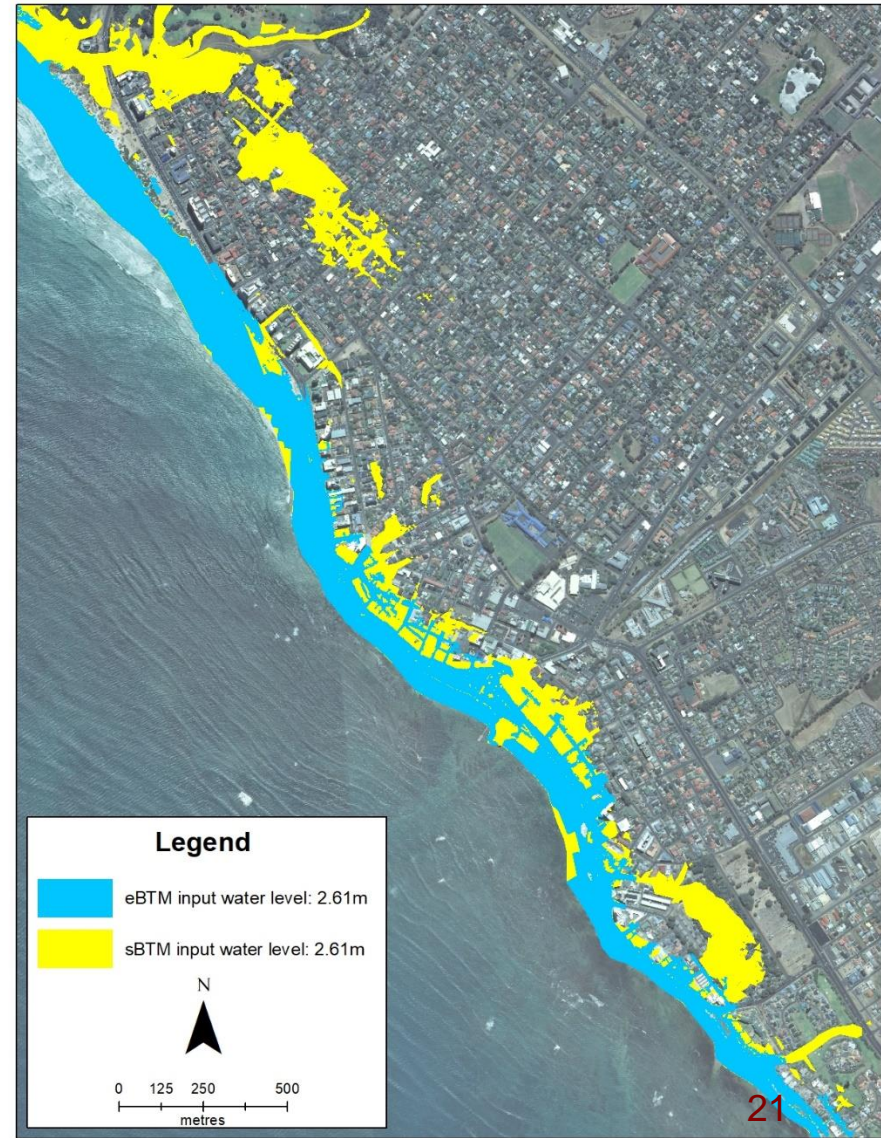 Legend
eBTM input water level: 2.61m
sBTM input water level: 2.61m
N
0 125 250 500
metres
21